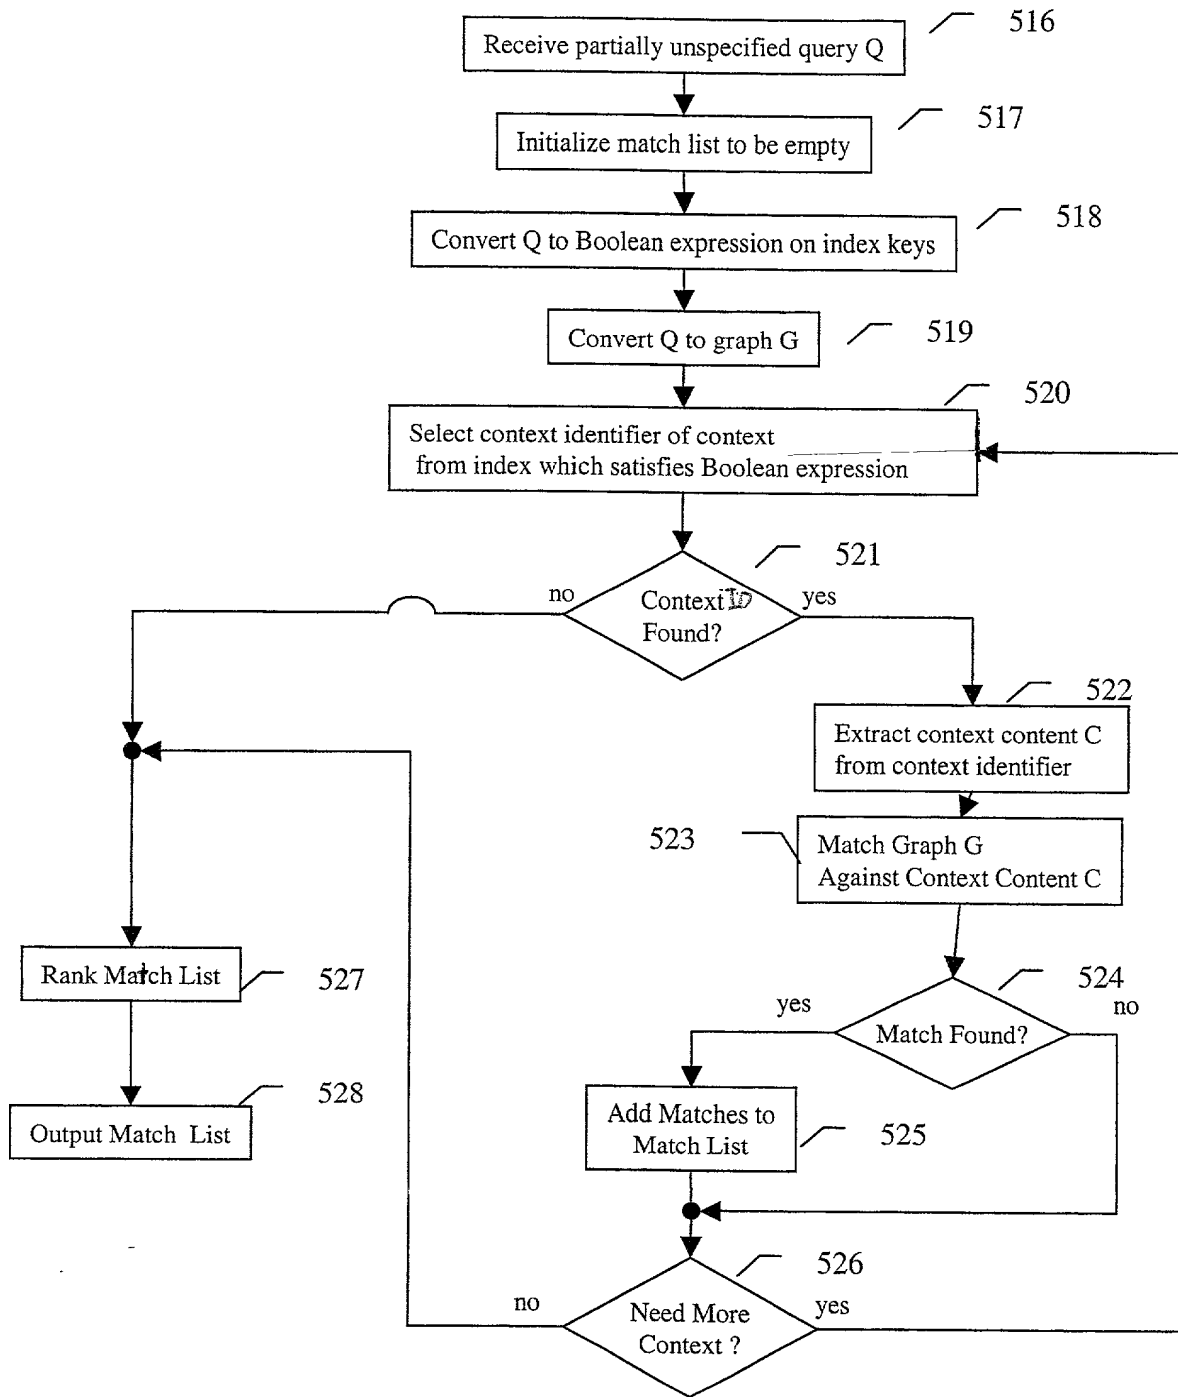 516
Receive partially unspecified query Q
517
Initialize match list to be empty
518
Convert Q to Boolean expression on index keys
519
Convert Q to graph G
520
Select context identifier of context
from index which satisfies Boolean expression
521
no
Context ID
Found?
yes
522
Extract context content C
from context identifier
523
Match Graph G
Against Context Content C
524
yes
Match Found?
no
Rank Match List
527
Add Matches to
Match List
525
528
Output Match List
526
no
Need More
Context ?
yes